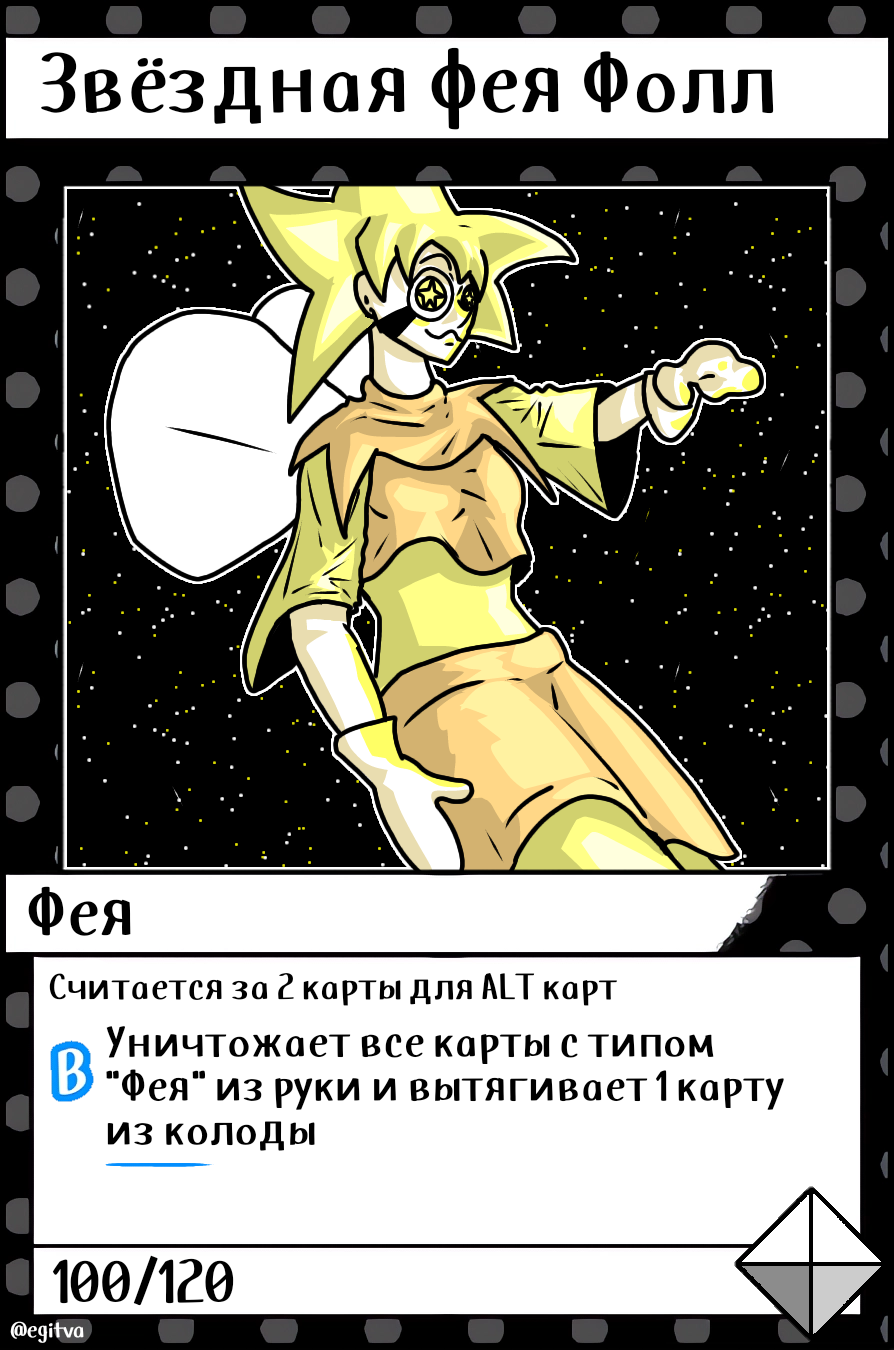 Звёздная фея Фолл
Фея
Считается за 2 карты для ALT карт
В
Уничтожает все карты с типом
"Фея" из руки и вытягивает 1 карту
из колоды
100/120
@egitva